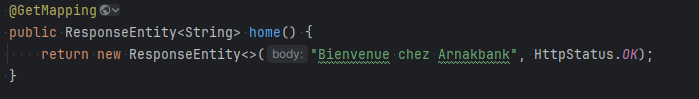 @GetMapping
public ResponseEntity<String> home() {
return new ResponseEntity<>( body: "Bienvenue chez Arnakbank", HttpStatus.OK);
}